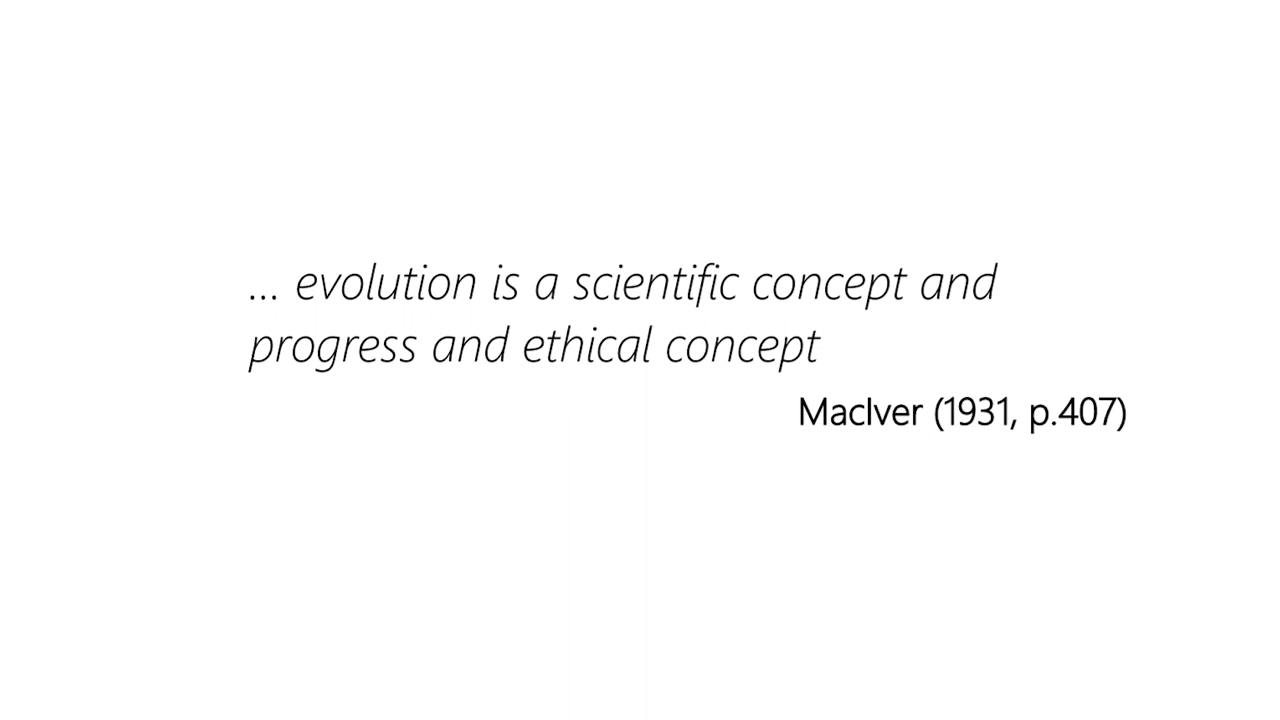 ... evolution is a scientific concept and
progress and ethical concept
MacIver (1931, p.407)